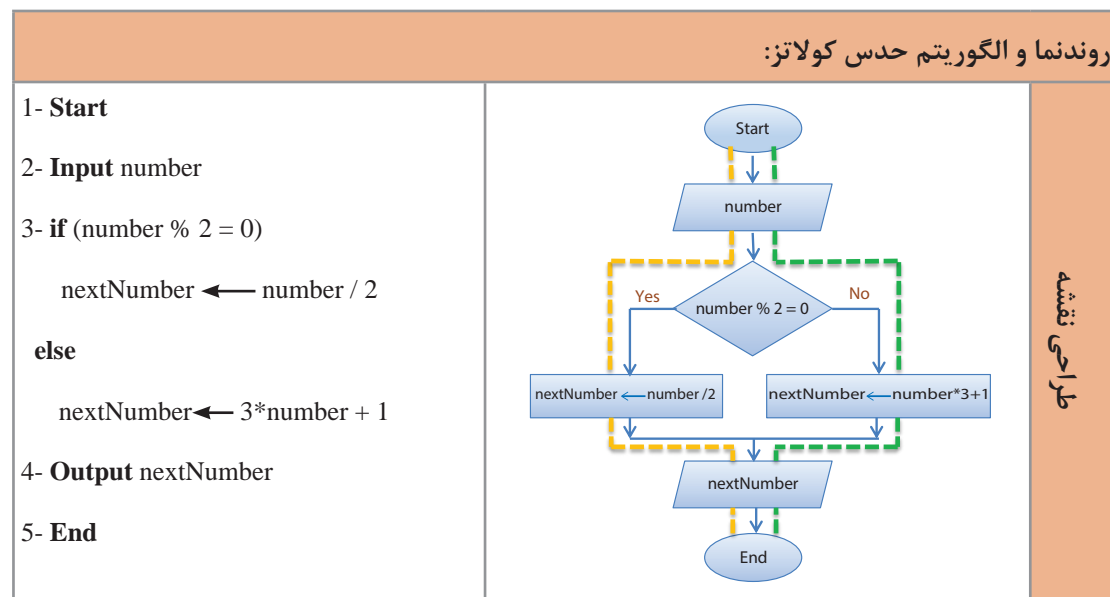 روندنما و الگوریتم حدس کولاتز:
طراحی نقشه
Start
number
number % 2 = 0
Yes
No
nextNumber ← number /2
nextNumber ← number*3+1
nextNumber
End
1- Start
2- Input number
3- if (number % 2 = 0)
nextNumber ← number / 2
else
nextNumber ← 3*number + 1
4- Output nextNumber
5- End